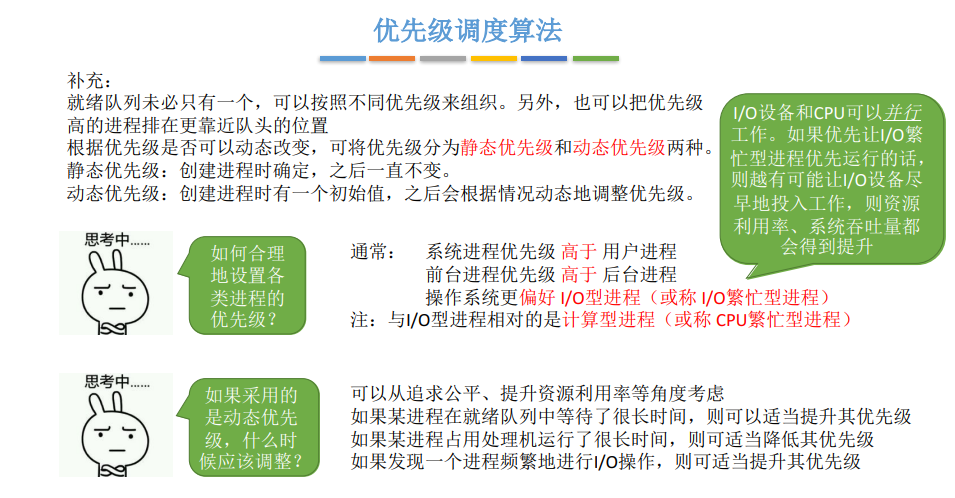 优先级调度算法
补充：
就绪队列未必只有一个，可以按照不同优先级来组织。另外，也可以把优先级
高的进程排在更靠近队头的位置
根据优先级是否可以动态改变，可将优先级分为静态优先级和动态优先级两种。
静态优先级：创建进程时确定，之后一直不变。
动态优先级：创建进程时有一个初始值，之后会根据情况动态地调整优先级。
I/O设备和CPU可以并行
工作。如果优先让I/O繁
忙型进程优先运行的话，
则越有可能让I/O设备尽
早地投入工作，则资源
利用率、系统吞吐量都
会得到提升
思考中......
如何合理
地设置各
类进程的
优先级？
通常：
系统进程优先级 高于 用户进程
前台进程优先级 高于 后台进程
操作系统更偏好 I/O型进程（或称 I/O繁忙型进程）
注：与I/O型进程相对的是计算型进程（或称 CPU繁忙型进程）
思考中......
如果采用的
是动态优先
级，什么时
候应该调整？
可以从追求公平、提升资源利用率等角度考虑
如果某进程在就绪队列中等待了很长时间，则可以适当提升其优先级
如果某进程占用处理机运行了很长时间，则可适当降低其优先级
如果发现一个进程频繁地进行I/O操作，则可适当提升其优先级